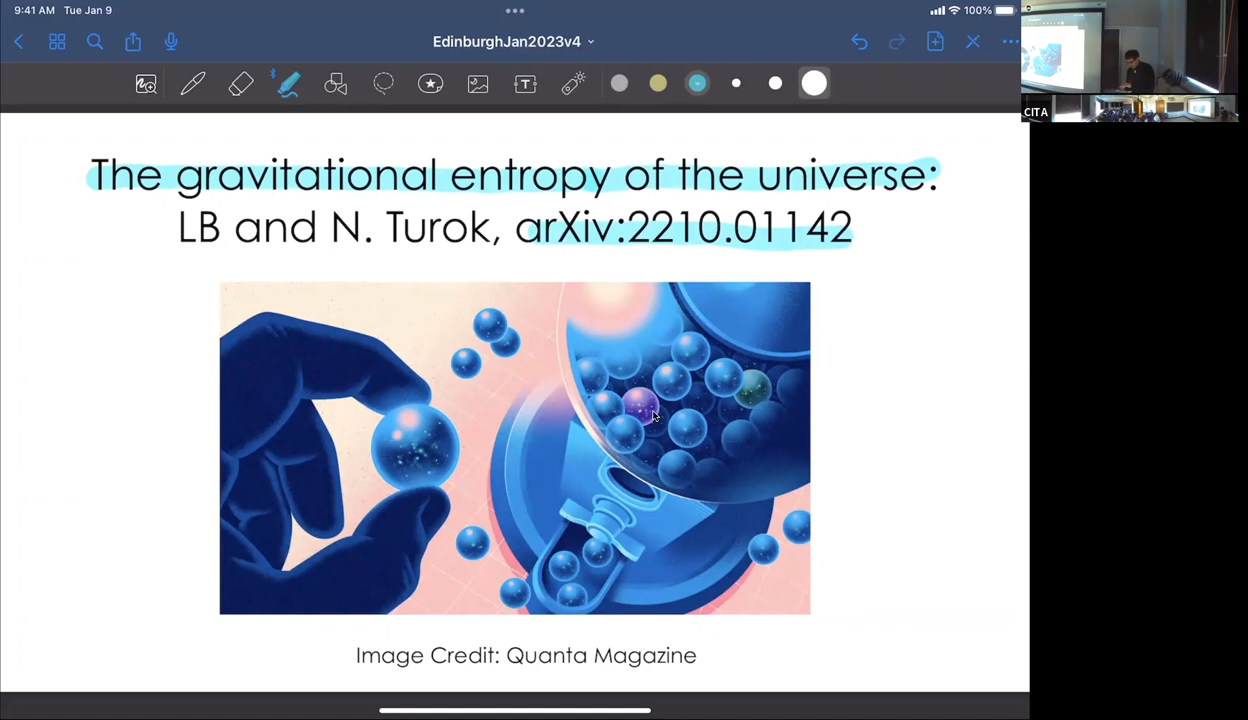 9:41 AM Tue Jan 9
100%
EdinburghJan2023v4
T
CITA
The gravitational entropy of the universe:
LB and N. Turok, arXiv:2210.01142
Image Credit: Quanta Magazine